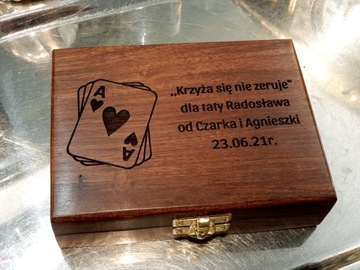 A
„Krzyża się nie zeruje"
dla taty Radosława
od Czarka i Agnieszki
23.06.21r.
A